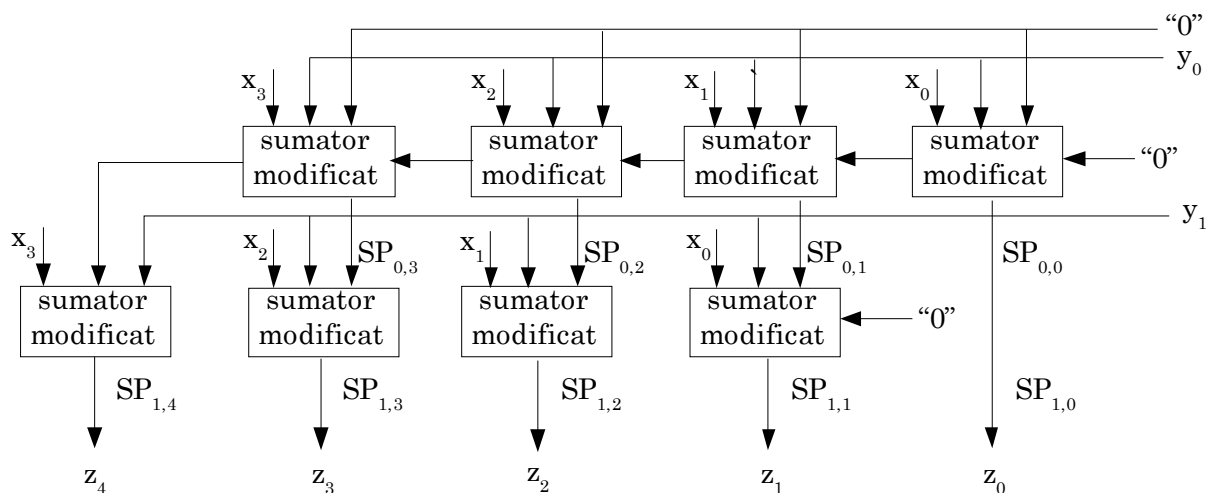 “0”
y₀
x₃ x₂ x₁ x₀
sumator sumator sumator sumator
modificat modificat modificat modificat
“0”
y₁
x₃ x₂ x₁ x₀
SP₀,₃ SP₀,₂ SP₀,₁ SP₀,₀
sumator sumator sumator sumator
modificat modificat modificat modificat
“0”
SP₁,₄ SP₁,₃ SP₁,₂ SP₁,₁ SP₁,₀
z₄ z₃ z₂ z₁ z₀